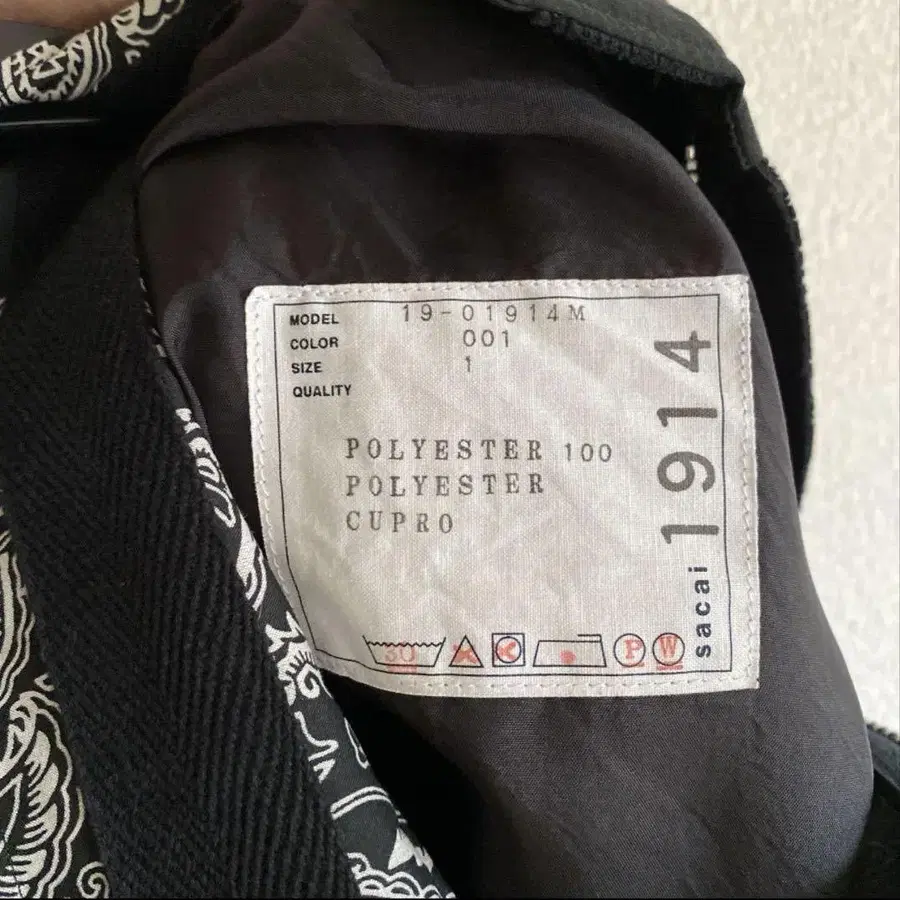 MODEL 19-01914M
COLOR 001
SIZE 1
QUALITY
POLYESTER 100
POLYESTER
CUPRO
30
P
W
sacai 1914